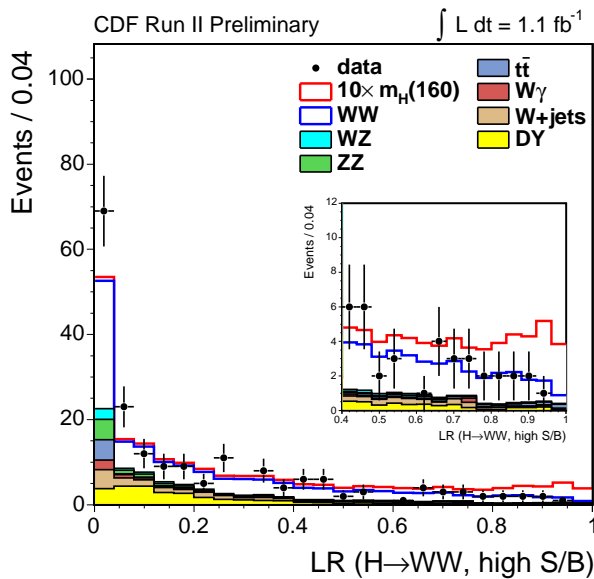 CDF Run II Preliminary
∫ L dt = 1.1 fb⁻¹
Events / 0.04
100
80
60
40
20
0
0
0.2
0.4
0.6
0.8
1
LR (H→WW, high S/B)
data
10× m_H(160)
WW
WZ
ZZ
tt̄
Wγ
W+jets
DY
Events / 0.04
12
10
8
6
4
2
0
0.4
0.5
0.6
0.7
0.8
0.9
1
LR (H→WW, high S/B)